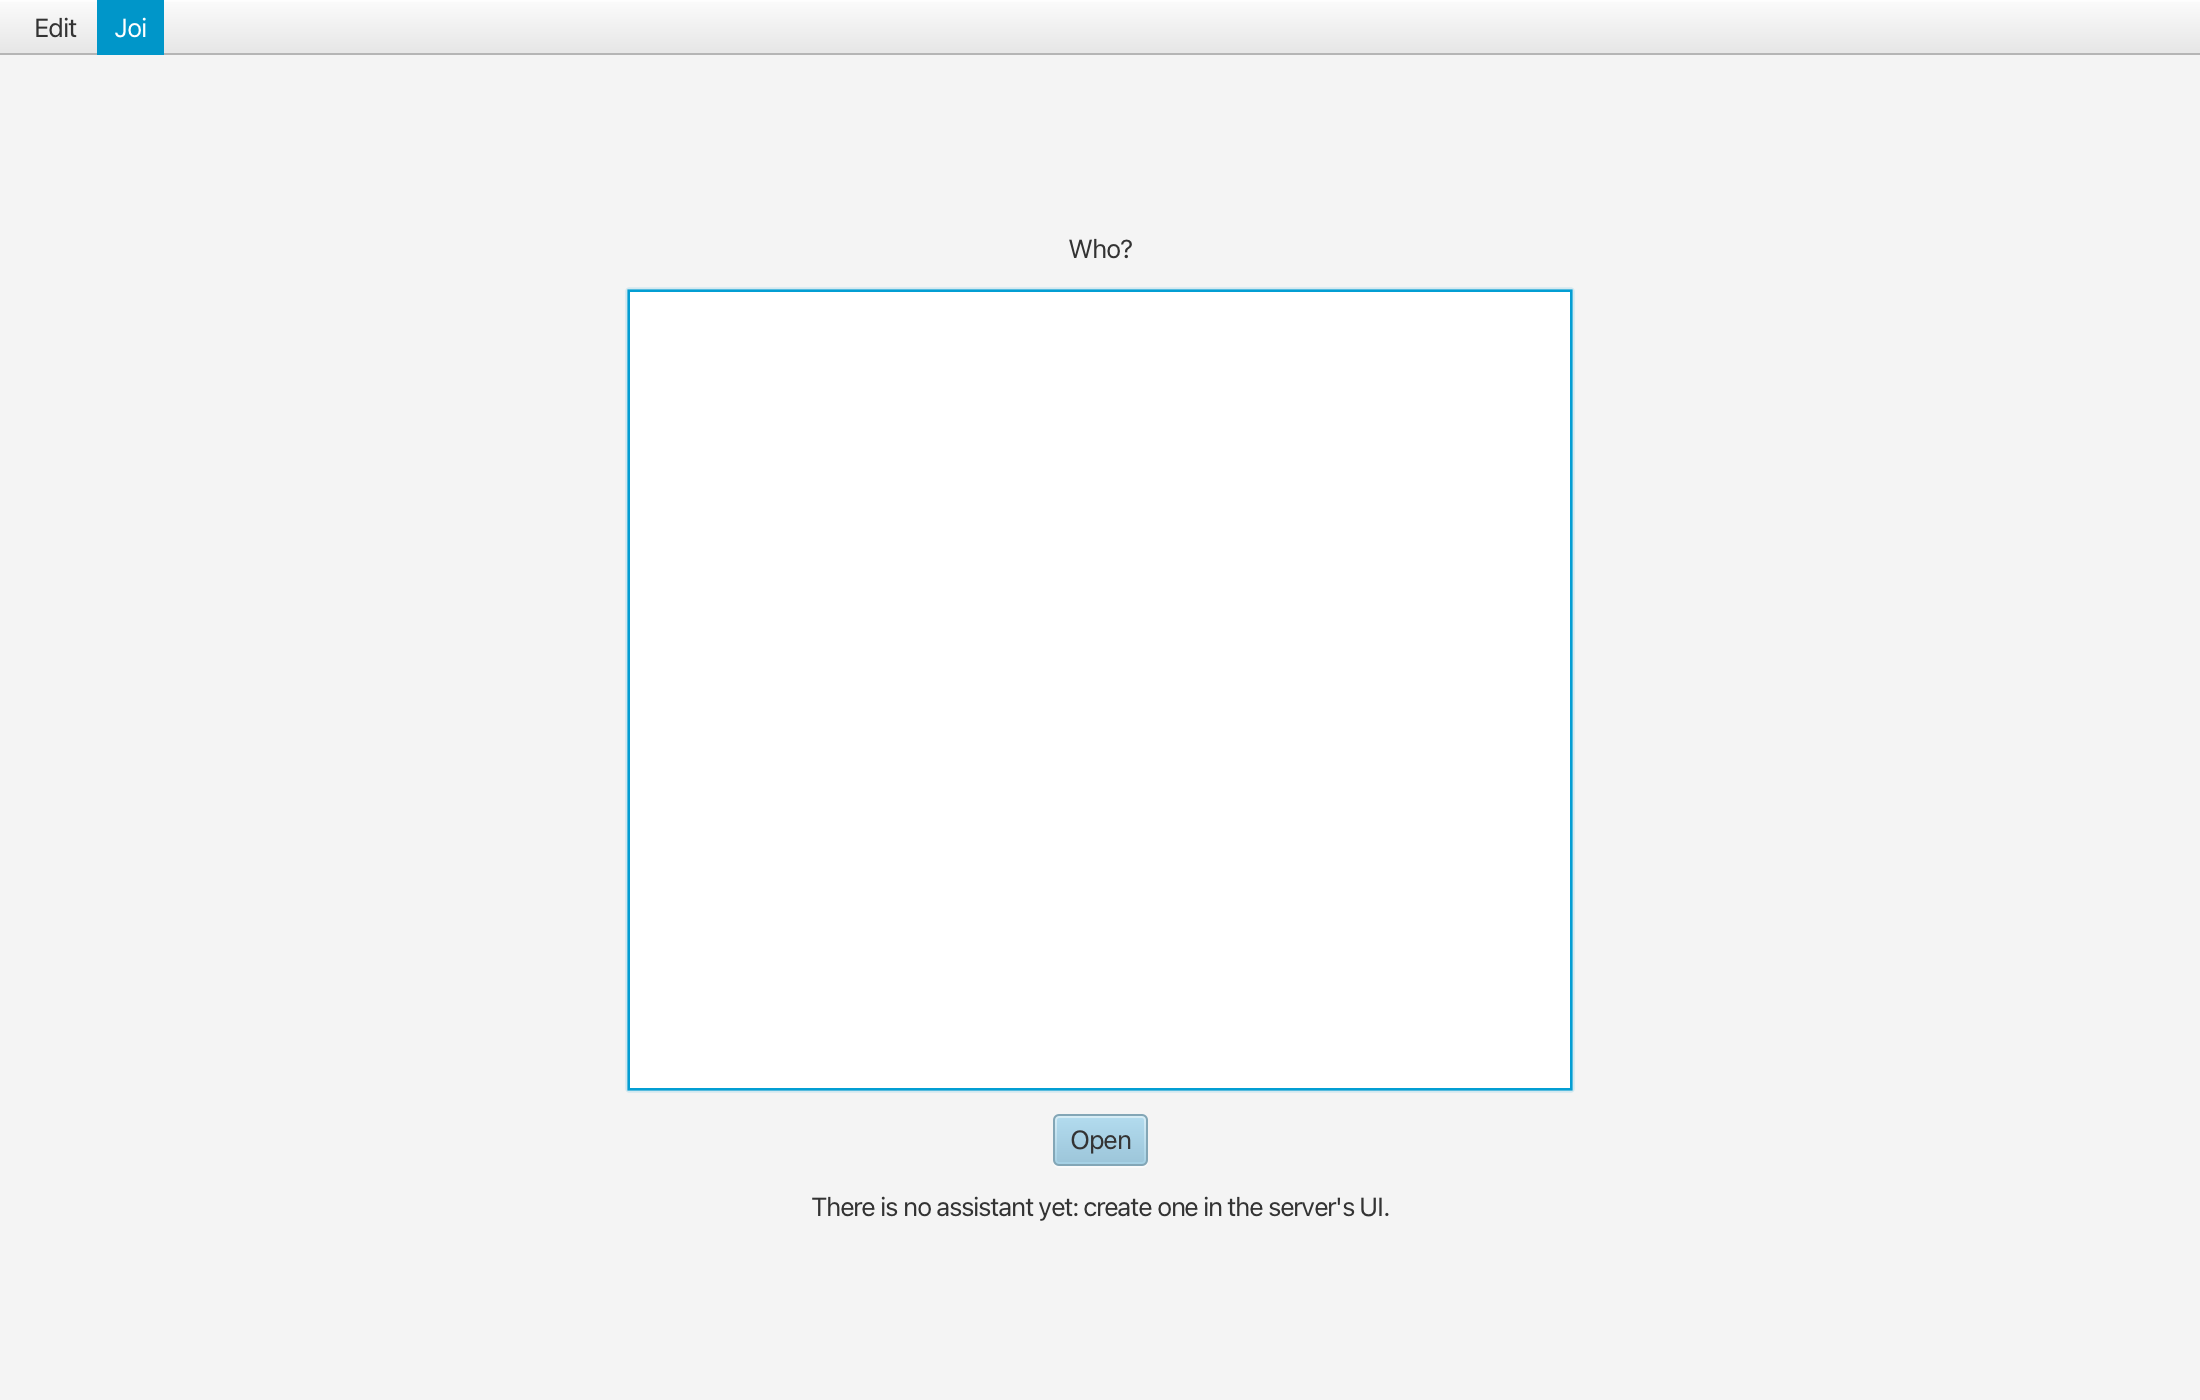 Edit Joi
Who?
Open
There is no assistant yet: create one in the server's UI.